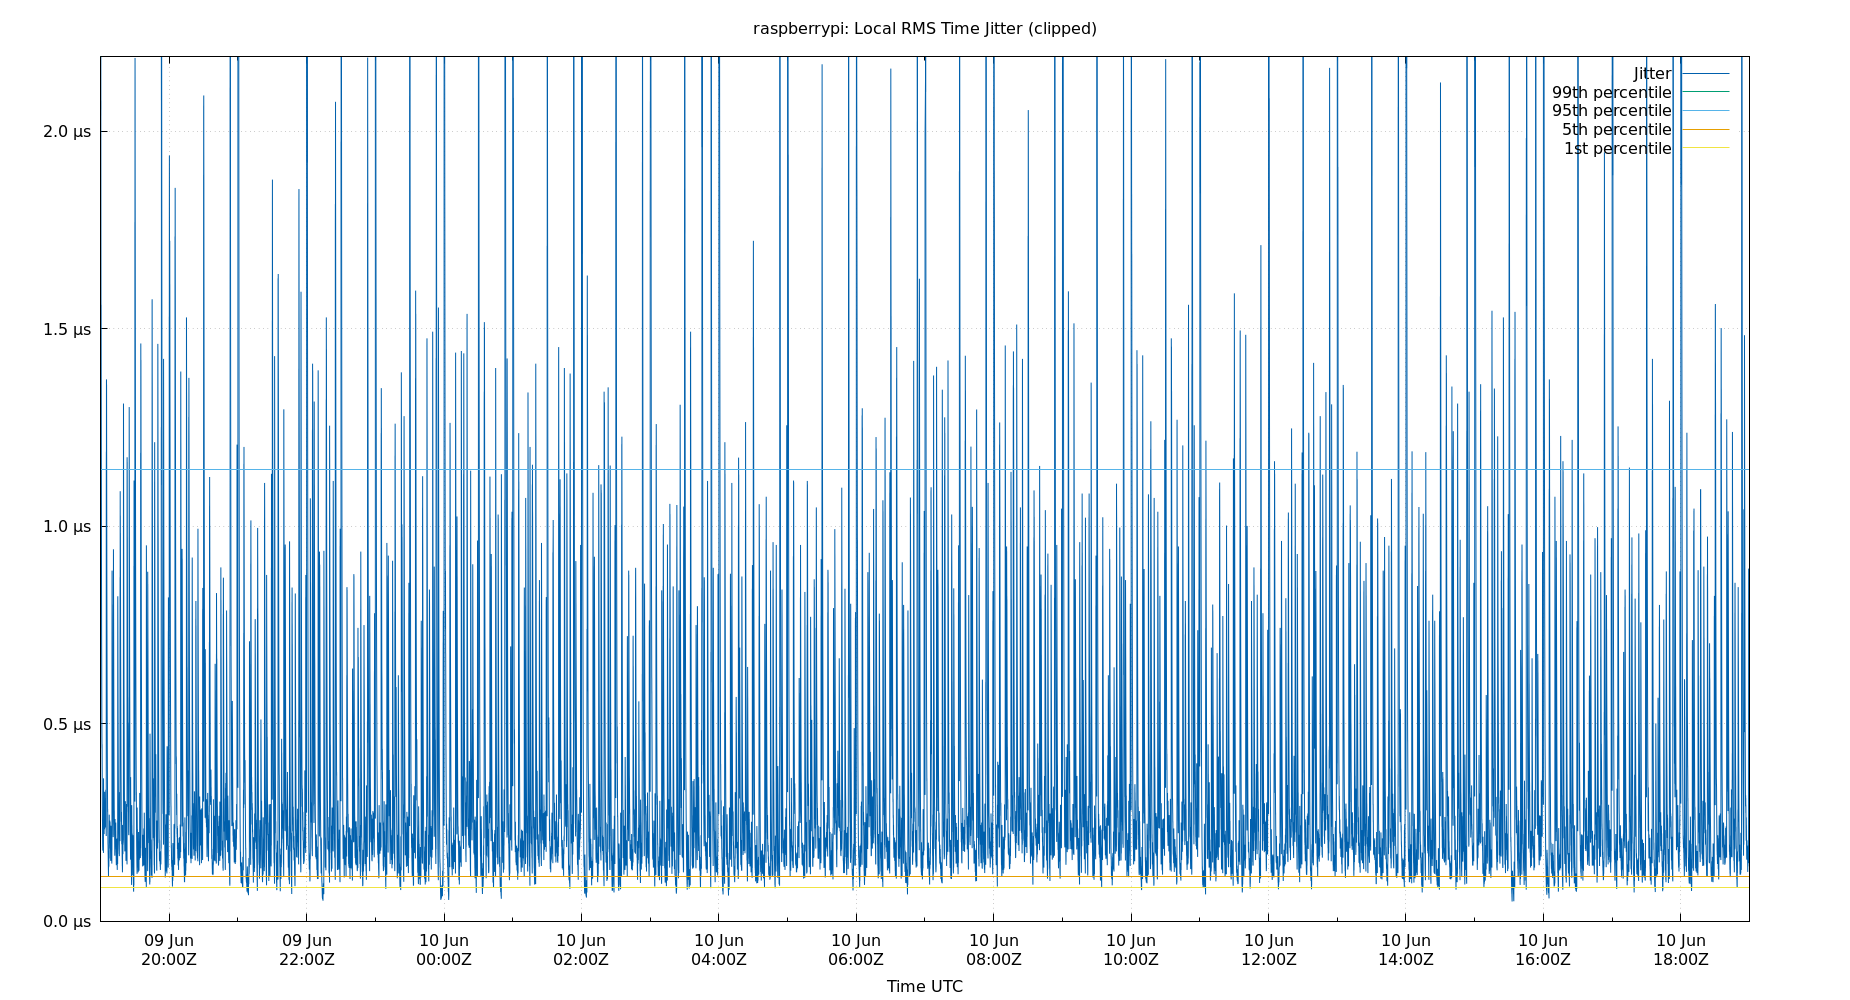 raspberrypi: Local RMS Time Jitter (clipped)
Jitter
99th percentile
95th percentile
5th percentile
1st percentile
2.0 µs
1.5 µs
1.0 µs
0.5 µs
0.0 µs
09 Jun 09 Jun 10 Jun 10 Jun 10 Jun 10 Jun 10 Jun 10 Jun 10 Jun 10 Jun 10 Jun 10 Jun
20:00Z 22:00Z 00:00Z 02:00Z 04:00Z 06:00Z 08:00Z 10:00Z 12:00Z 14:00Z 16:00Z 18:00Z
Time UTC